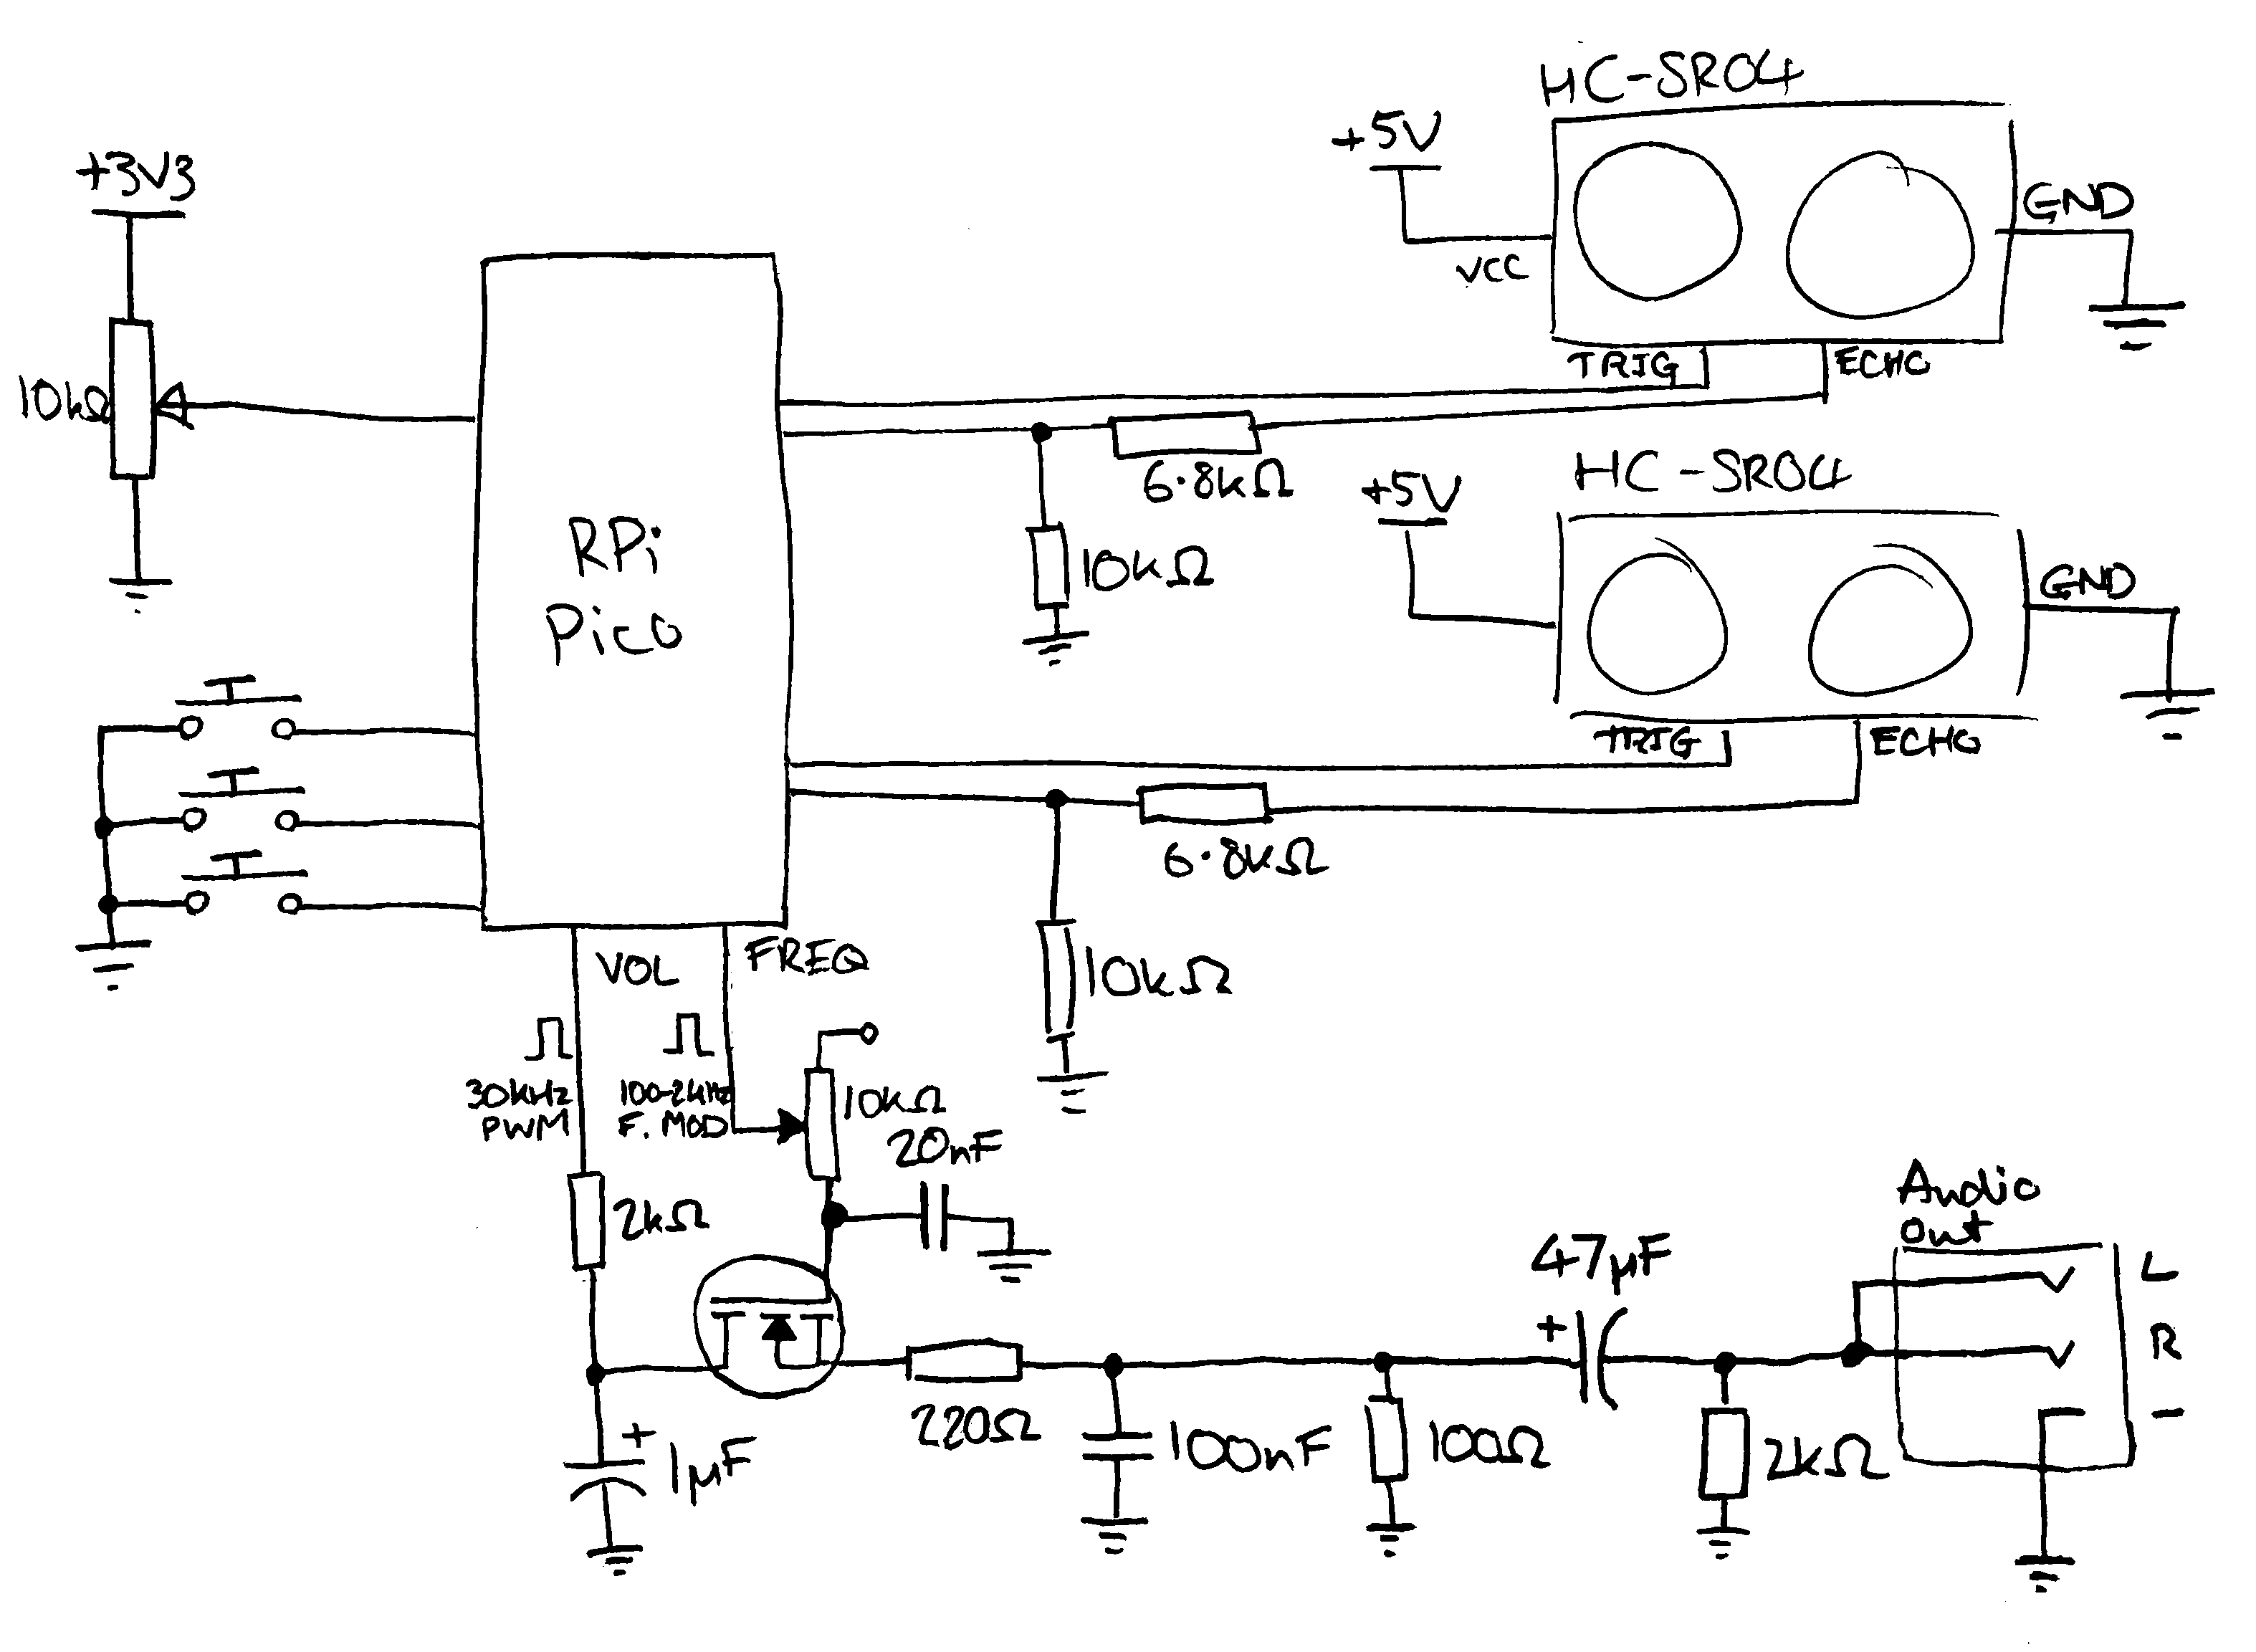 HC-SR04
+5V
GND
VCC
TRIG
ECHO
+3V3
10kΩ
RPi
Pico
6.8kΩ
10kΩ
HC-SR04
+5V
GND
TRIG
ECHO
6.8kΩ
10kΩ
VOL
FREQ
30kHz
PWM
100-2kHz
F. MOD
10kΩ
20nF
2kΩ
220Ω
+
1µF
100nF
100Ω
47µF
+
2kΩ
Audio
Out
L
R
-